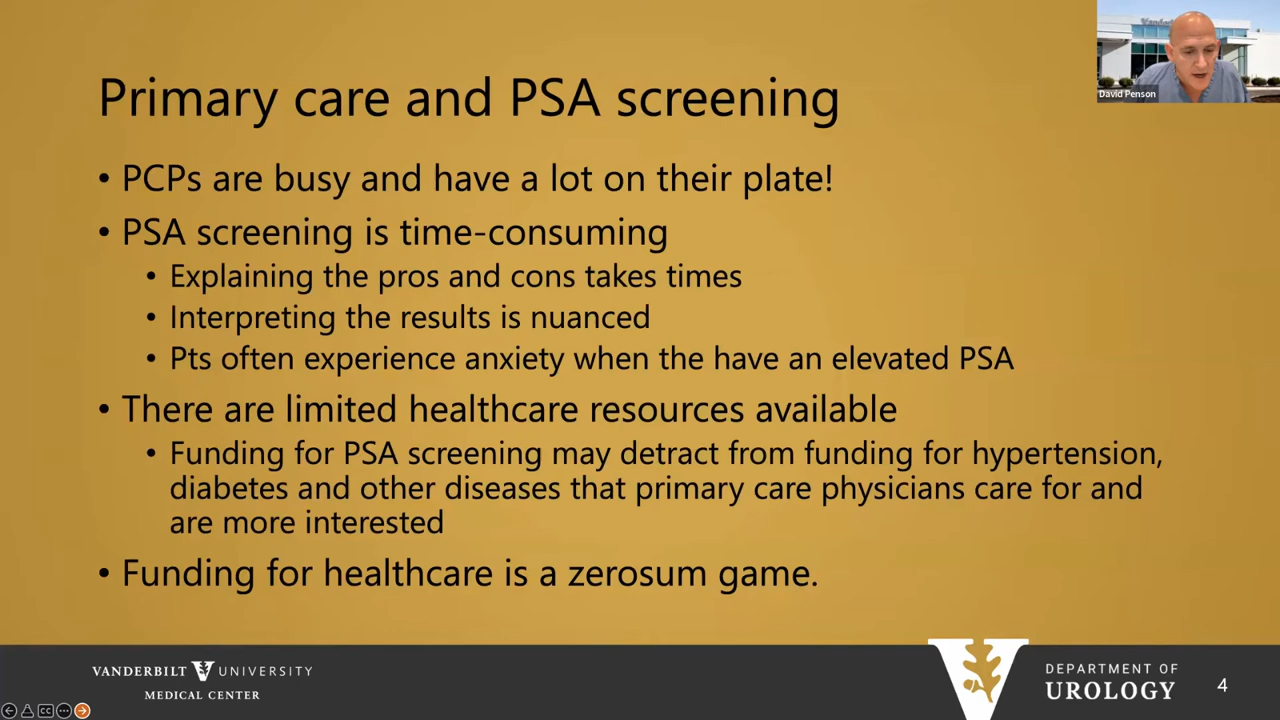 Vanderbilt
David Penson
Primary care and PSA screening
• PCPs are busy and have a lot on their plate!
• PSA screening is time-consuming
• Explaining the pros and cons takes times
• Interpreting the results is nuanced
• Pts often experience anxiety when the have an elevated PSA
• There are limited healthcare resources available
• Funding for PSA screening may detract from funding for hypertension,
diabetes and other diseases that primary care physicians care for and
are more interested
• Funding for healthcare is a zerosum game.
VANDERBILT V UNIVERSITY
MEDICAL CENTER
V
DEPARTMENT OF
UROLOGY
4
CC